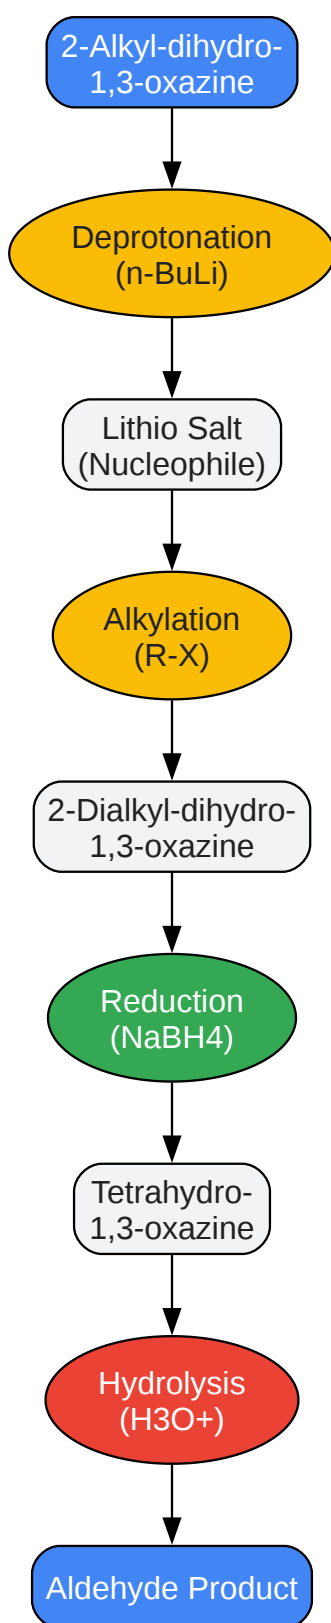 2-Alkyl-dihydro-
1,3-oxazine
Deprotonation
(n-BuLi)
Lithio Salt
(Nucleophile)
Alkylation
(R-X)
2-Dialkyl-dihydro-
1,3-oxazine
Reduction
(NaBH4)
Tetrahydro-
1,3-oxazine
Hydrolysis
(H3O+)
Aldehyde Product